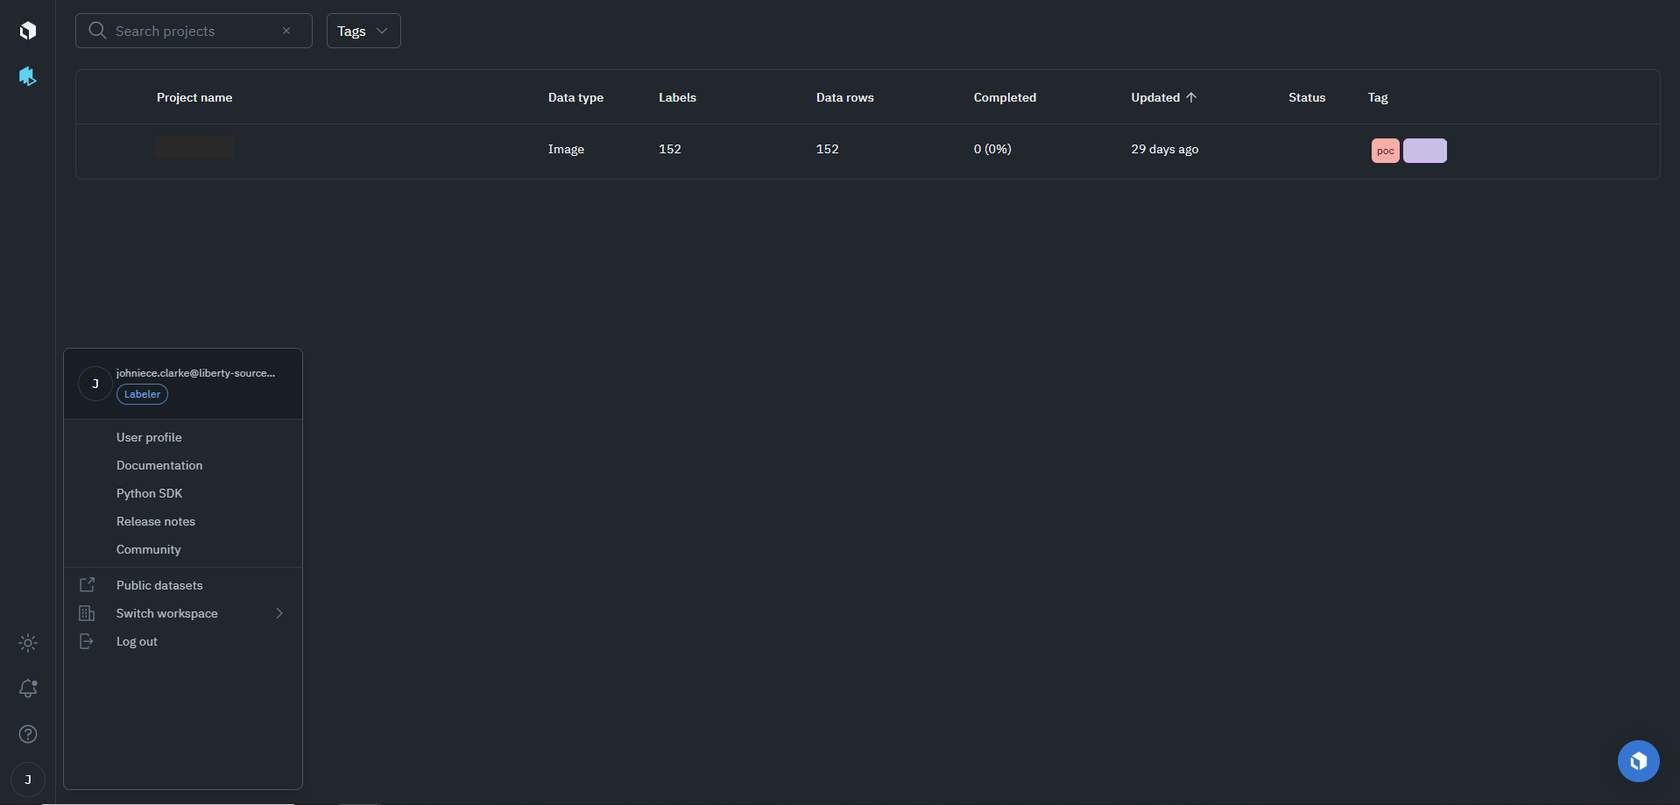 Search projects
Tags
Project name Data type Labels Data rows Completed Updated Status Tag
Image 152 152 0 (0%) 29 days ago poc
J johniece.clarke@liberty-source...
Labeler
User profile
Documentation
Python SDK
Release notes
Community
Public datasets
Switch workspace
Log out
J